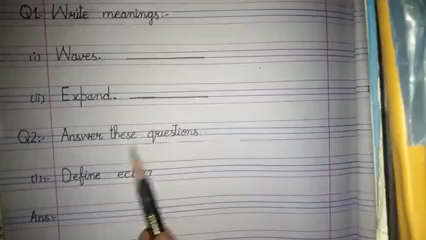 Q1:- Write meanings:-
(i) Waves.
(ii) Expand.
Q2:- Answer these questions.
(i):- Define
Ans:-